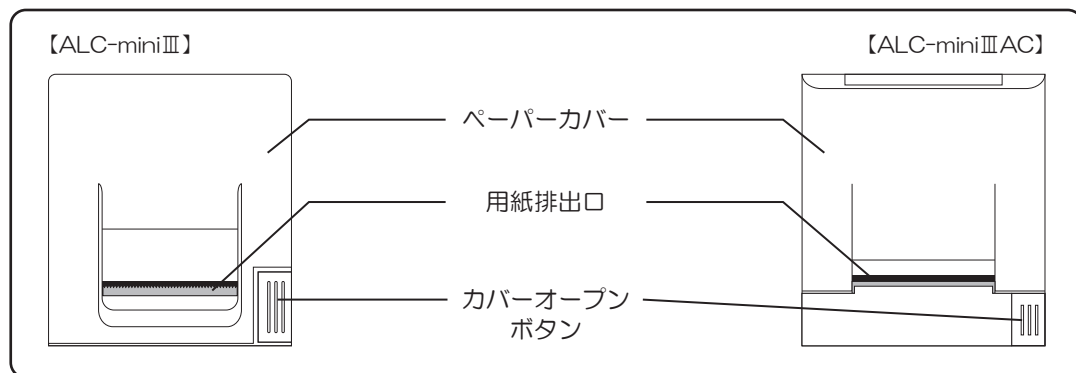 【ALC-miniⅢ】
【ALC-miniⅢAC】
ペーパーカバー
用紙排出口
カバーオープン
ボタン